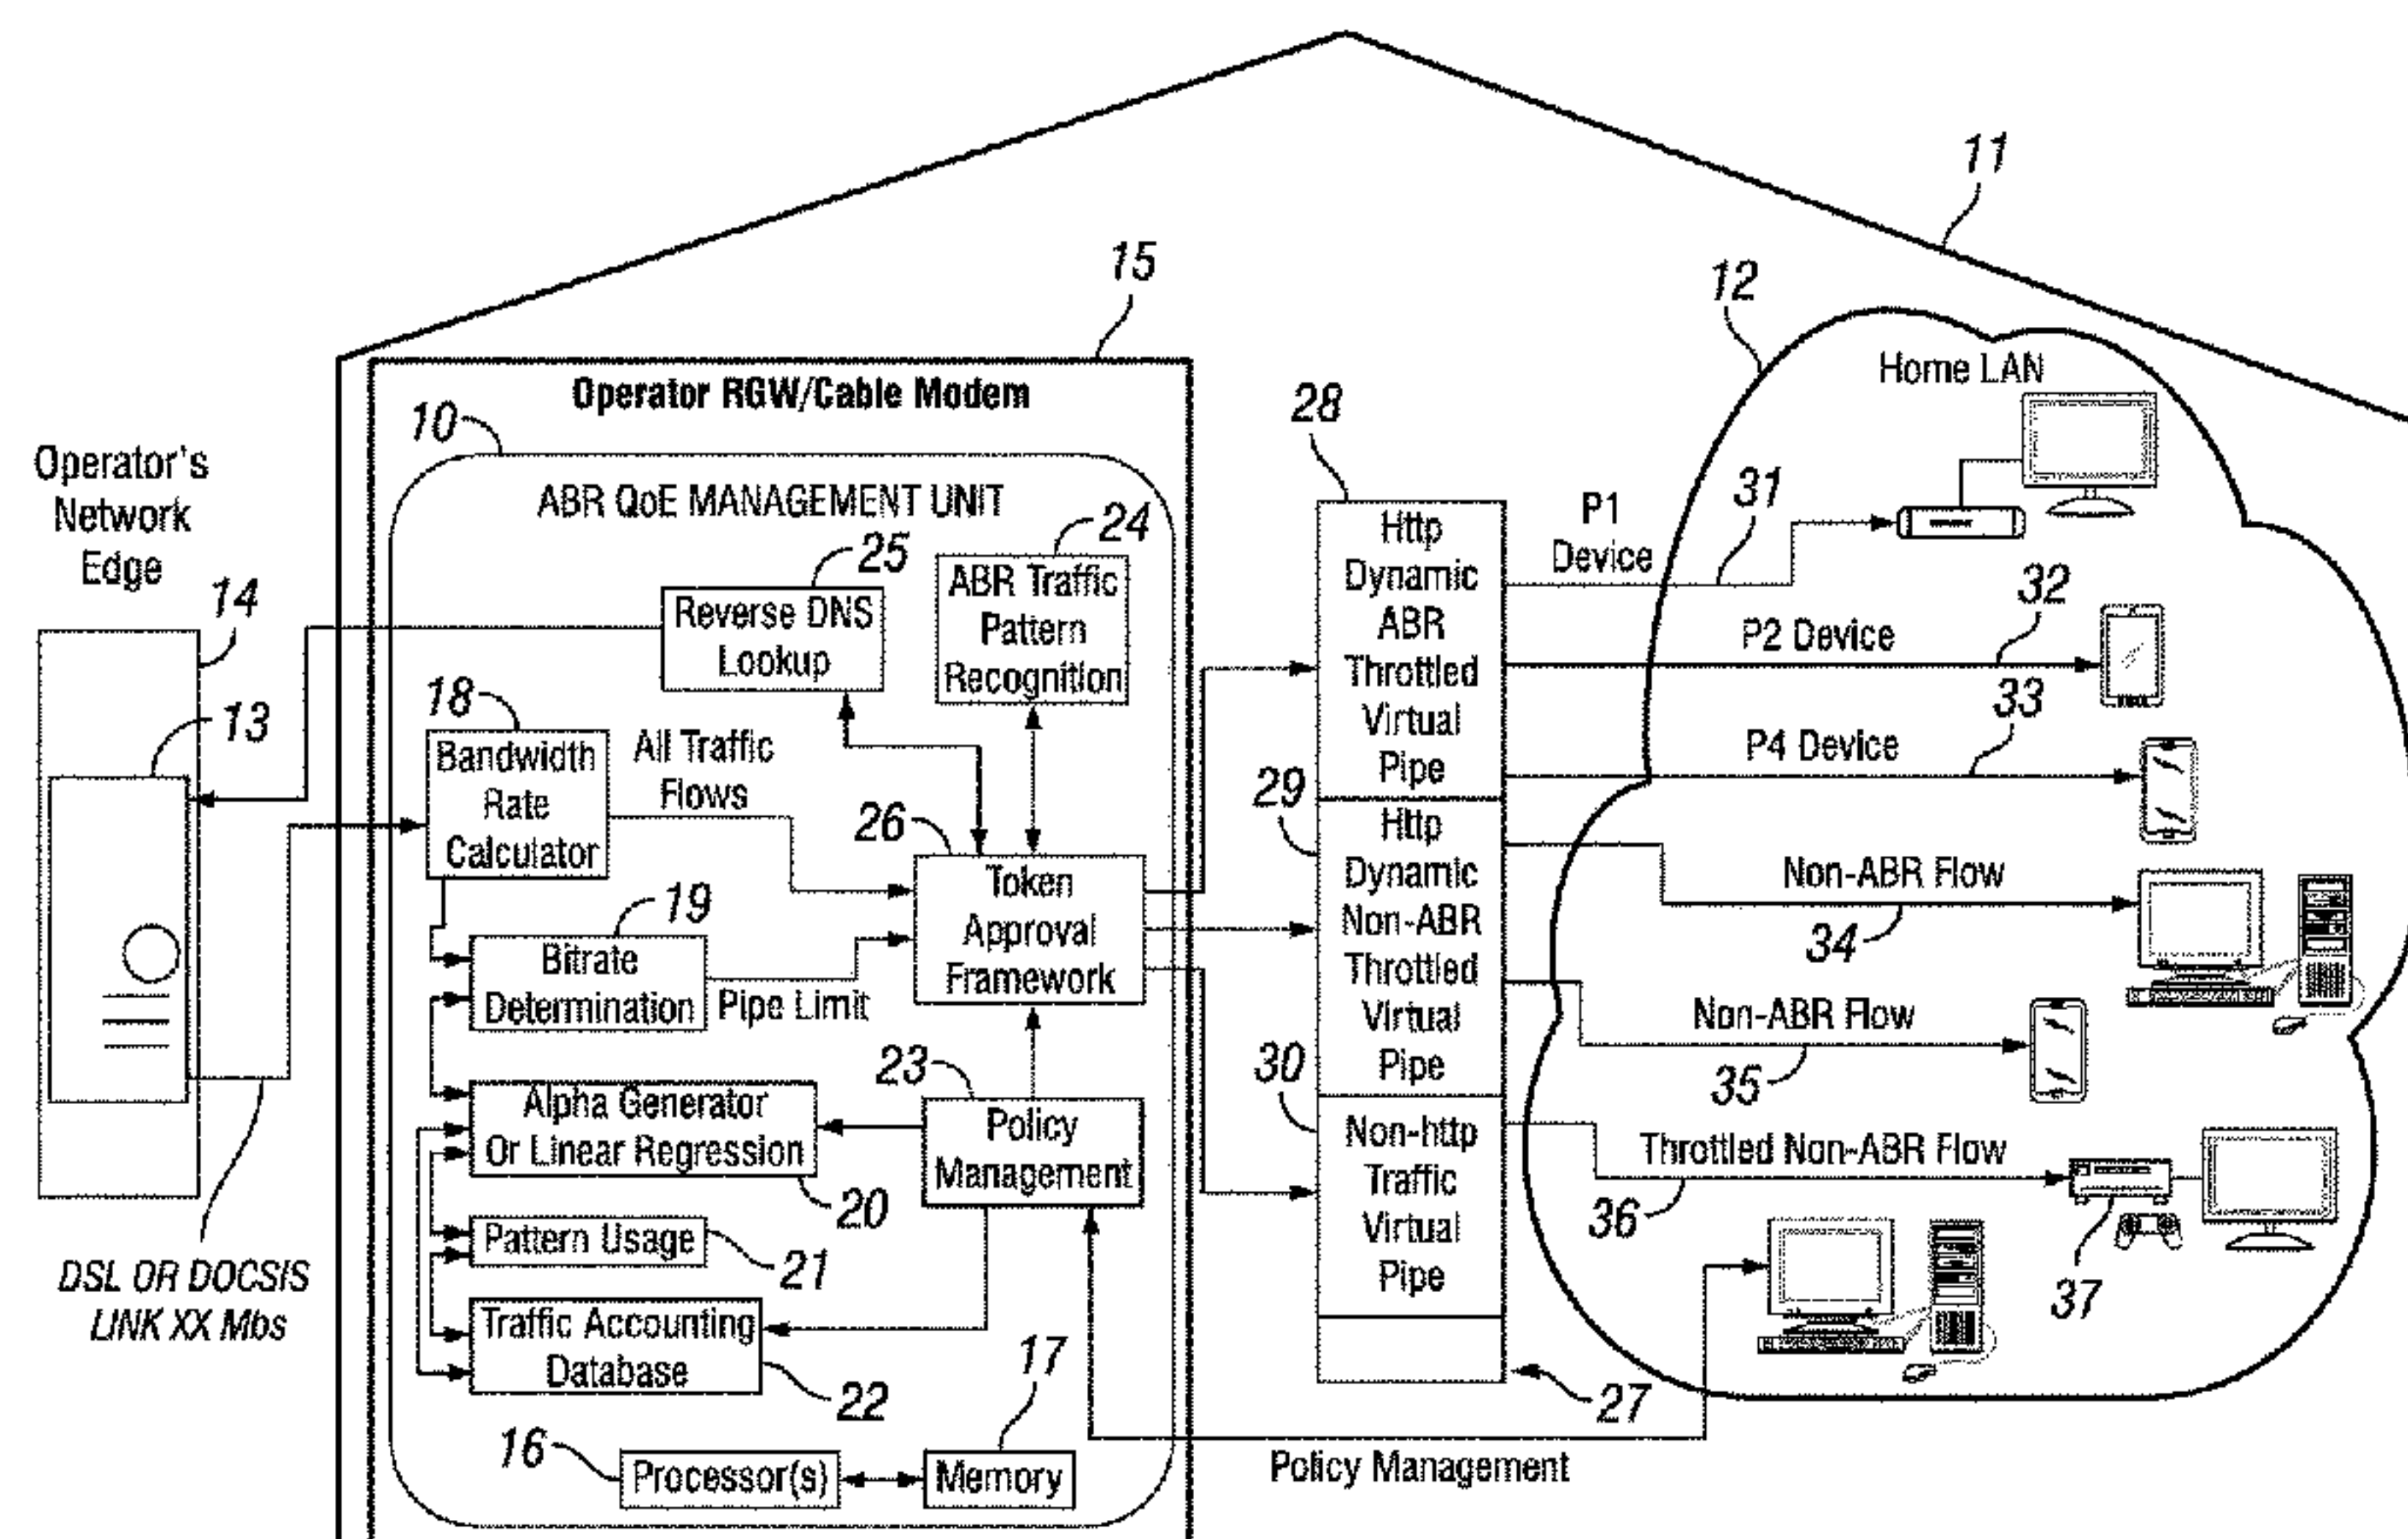 11
15
12
Operator RGW/Cable Modem
Home LAN
28
10
Operator's
Network
Edge
ABR QoE MANAGEMENT UNIT
24
25
31
P1
Device
Http
Dynamic
ABR
Throttled
Virtual
Pipe
14
ABR Traffic
Pattern
Recognition
Reverse DNS
Lookup
32
P2 Device
18
13
33
P4 Device
All Traffic
Flows
Bandwidth
Rate
Calculator
29
26
Http
Dynamic
Non-ABR
Throttled
Virtual
Pipe
Non-ABR Flow
34
Token
Approval
Framework
19
Bitrate
Determination
Pipe Limit
Non-ABR Flow
35
23
30
Alpha Generator
Or Linear Regression
20
Policy
Management
Non-http
Traffic
Virtual
Pipe
Throttled Non-ABR Flow
36
37
Pattern Usage
21
DSL OR DOCSIS
LINK XX Mbs
Traffic Accounting
Database
22
17
27
16
Processor(s)
Memory
Policy Management